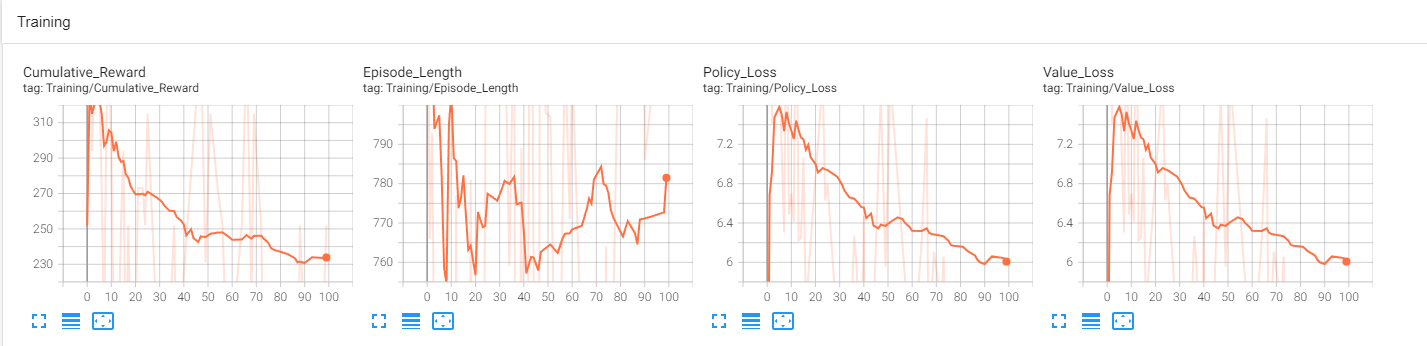 Training
Cumulative_Reward
tag: Training/Cumulative_Reward
310
290
270
250
230
0 10 20 30 40 50 60 70 80 90 100
Episode_Length
tag: Training/Episode_Length
790
780
770
760
0 10 20 30 40 50 60 70 80 90 100
Policy_Loss
tag: Training/Policy_Loss
7.2
6.8
6.4
6
0 10 20 30 40 50 60 70 80 90 100
Value_Loss
tag: Training/Value_Loss
7.2
6.8
6.4
6
0 10 20 30 40 50 60 70 80 90 100